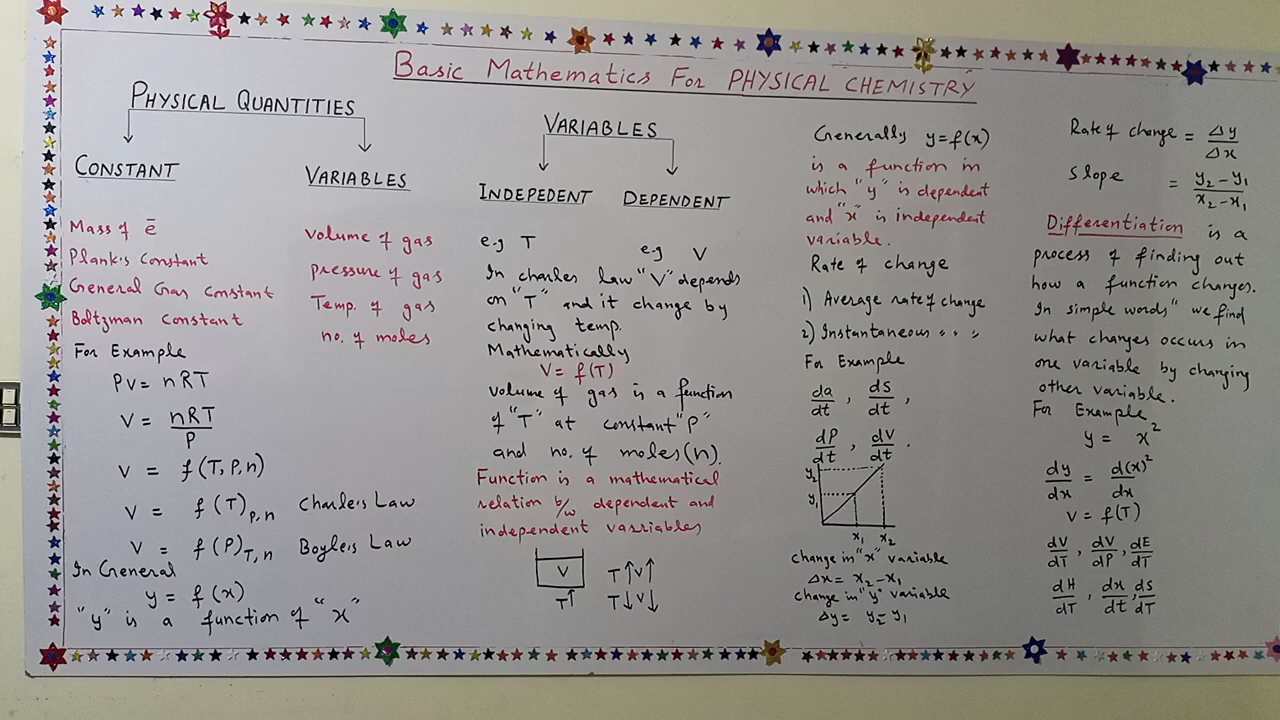 Basic Mathematics For PHYSICAL CHEMISTRY
PHYSICAL QUANTITIES
CONSTANT
VARIABLES
Mass of ē
Plank's Constant
General Gas Constant
Boltzman Constant
volume of gas
pressure of gas
Temp. of gas
no. of moles
For Example
PV = nRT
V = nRT/P
V = f(T,P,n)
V = f(T)P,n Charle's Law
V = f(P)T,n Boyle's Law
In General
y = f(x)
"y" is a function of "x"
VARIABLES
INDEPEDENT
DEPENDENT
e.g T
e.g V
In charles law "V" depends
on "T" and it change by
changing temp.
Mathematically
V = f(T)
volume of gas is a function
of "T" at constant "P"
and no. of moles (n).
Function is a mathematical
relation b/w dependent and
independent varsriables
V
T↑
T↑V↑
T↓V↓
Generally y=f(x)
is a function in
which "y" is dependent
and "x" is independent
variable.
Rate of change
1) Average rate of change
2) Instantaneous " " "
For Example
da/dt , ds/dt ,
dP/dt , dV/dt .
y₂
y₁
x₁ x₂
change in "x" variable
Δx = x₂-x₁
change in "y" variable
Δy = y₂-y₁
Rate of change = Δy/Δx
Slope = y₂-y₁/x₂-x₁
Differentiation is a
process of finding out
how a function changes.
In simple words "we find
what changes occurs in
one variable by changing
other variable.
For Example
y = x²
dy/dx = d(x)²/dx
V = f(T)
dV/dT , dV/dP , dE/dT
dH/dT , dx/dt , ds/dT